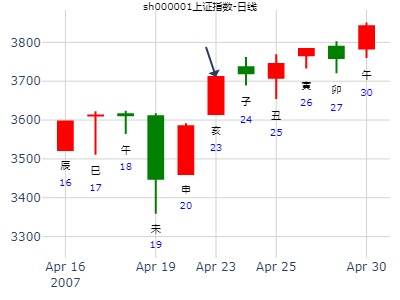 sh000001上证指数-日线
3800
3700
3600
3500
3400
3300
辰
16
巳
17
午
18
未
19
申
20
亥
23
子
24
丑
25
寅
26
卯
27
午
30
Apr 16
2007
Apr 19
Apr 23
Apr 25
Apr 30